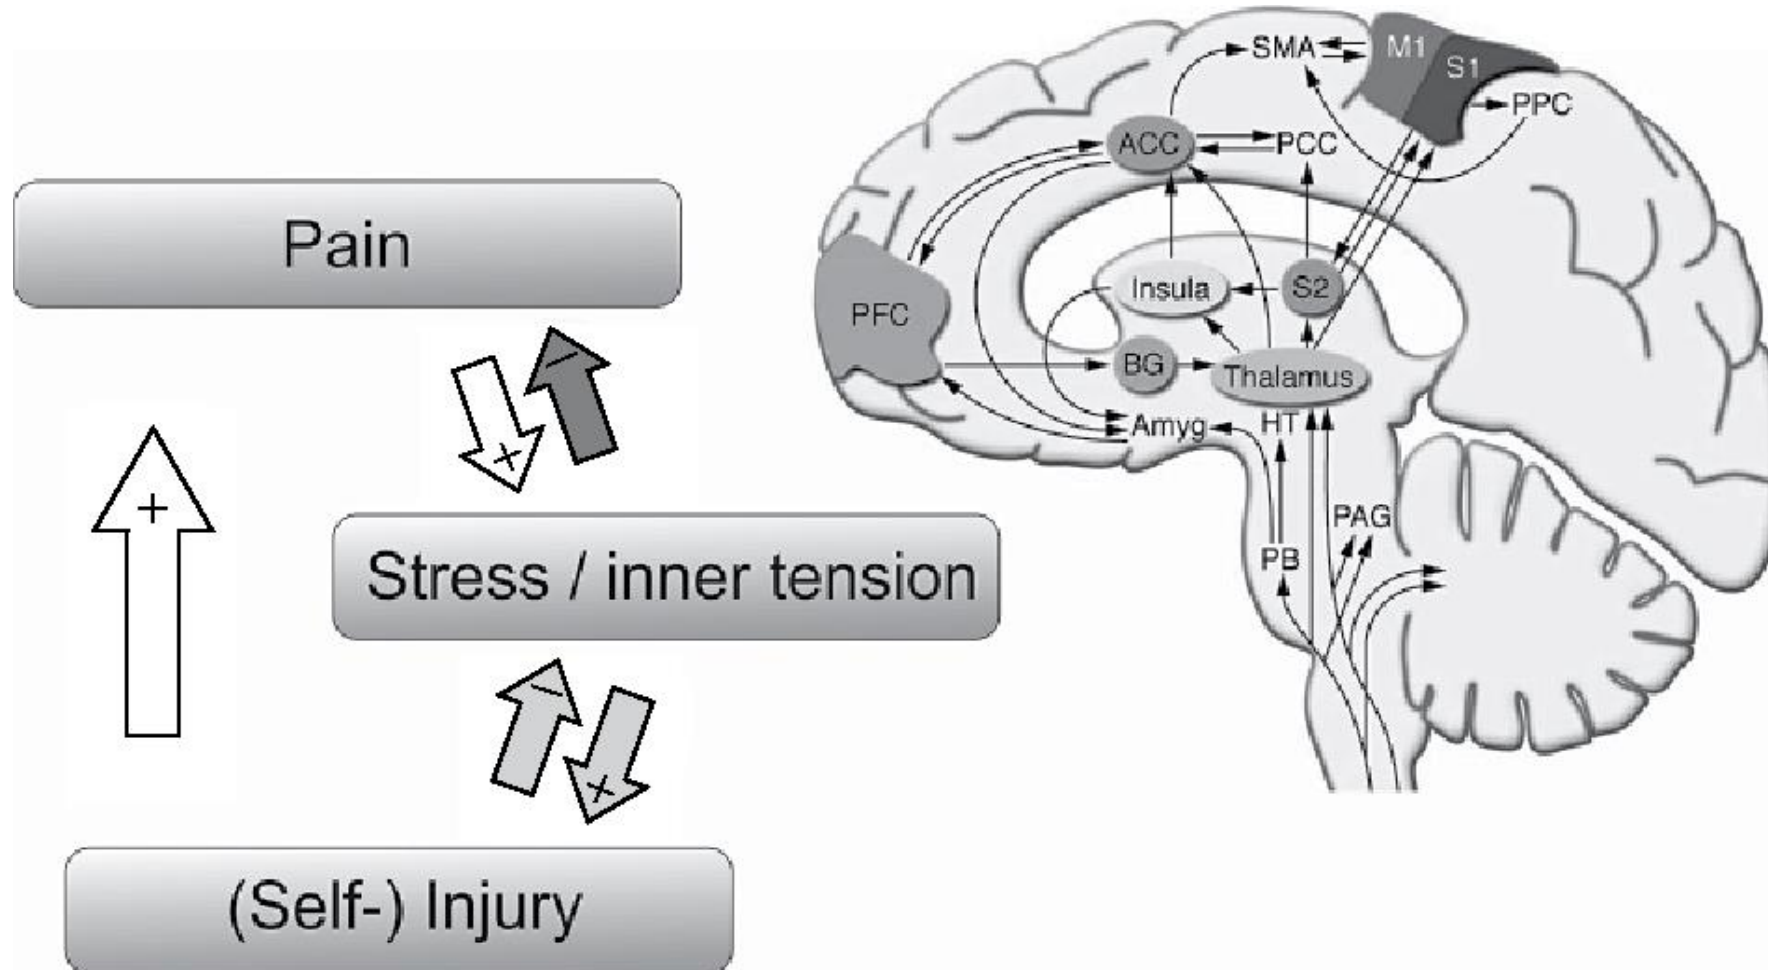 Pain
+
−
+
Stress / inner tension
−
+
(Self-) Injury
SMA
M1
S1
PPC
ACC
PCC
Insula
S2
PFC
BG
Thalamus
Amyg
HT
PAG
PB